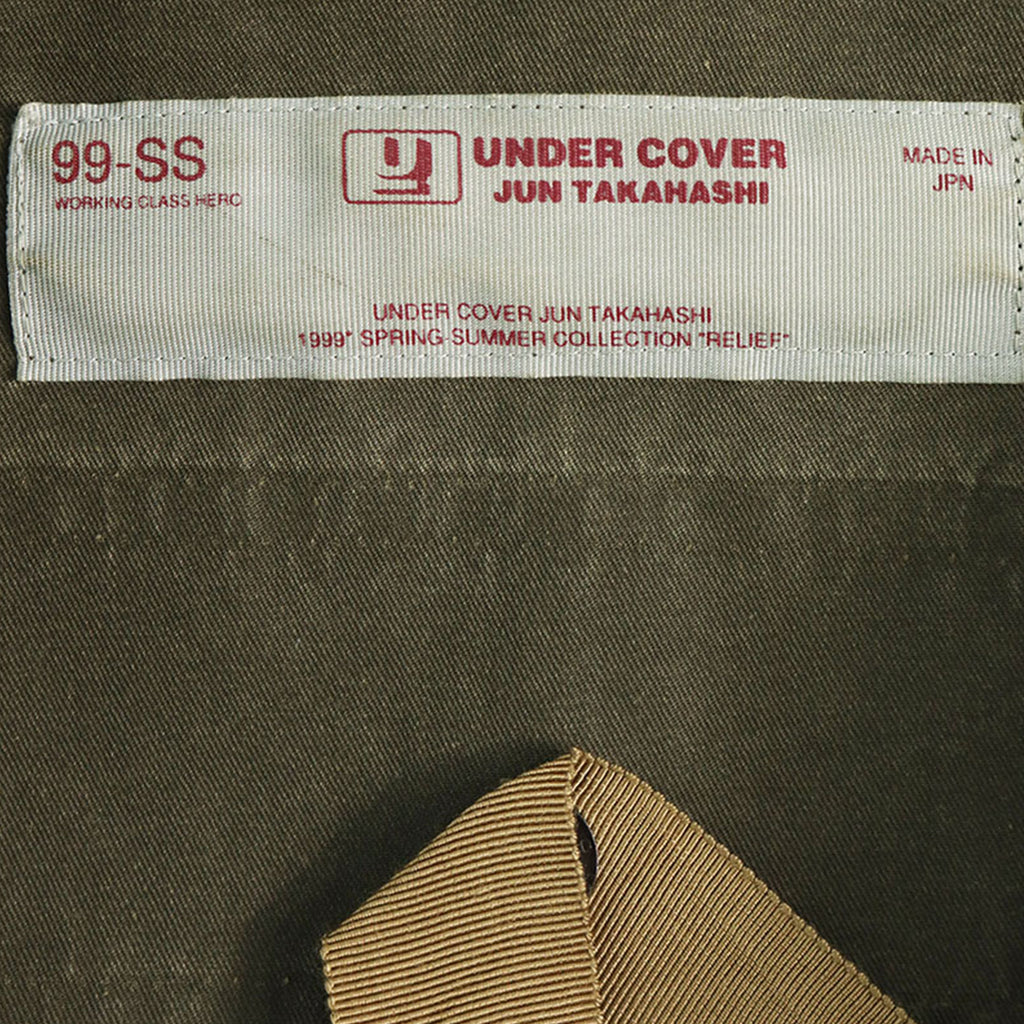 99-SS
WORKING CLASS HERO
UNDER COVER
JUN TAKAHASHI
MADE IN
JPN
UNDER COVER JUN TAKAHASHI
1999" SPRING-SUMMER COLLECTION "RELIEF"